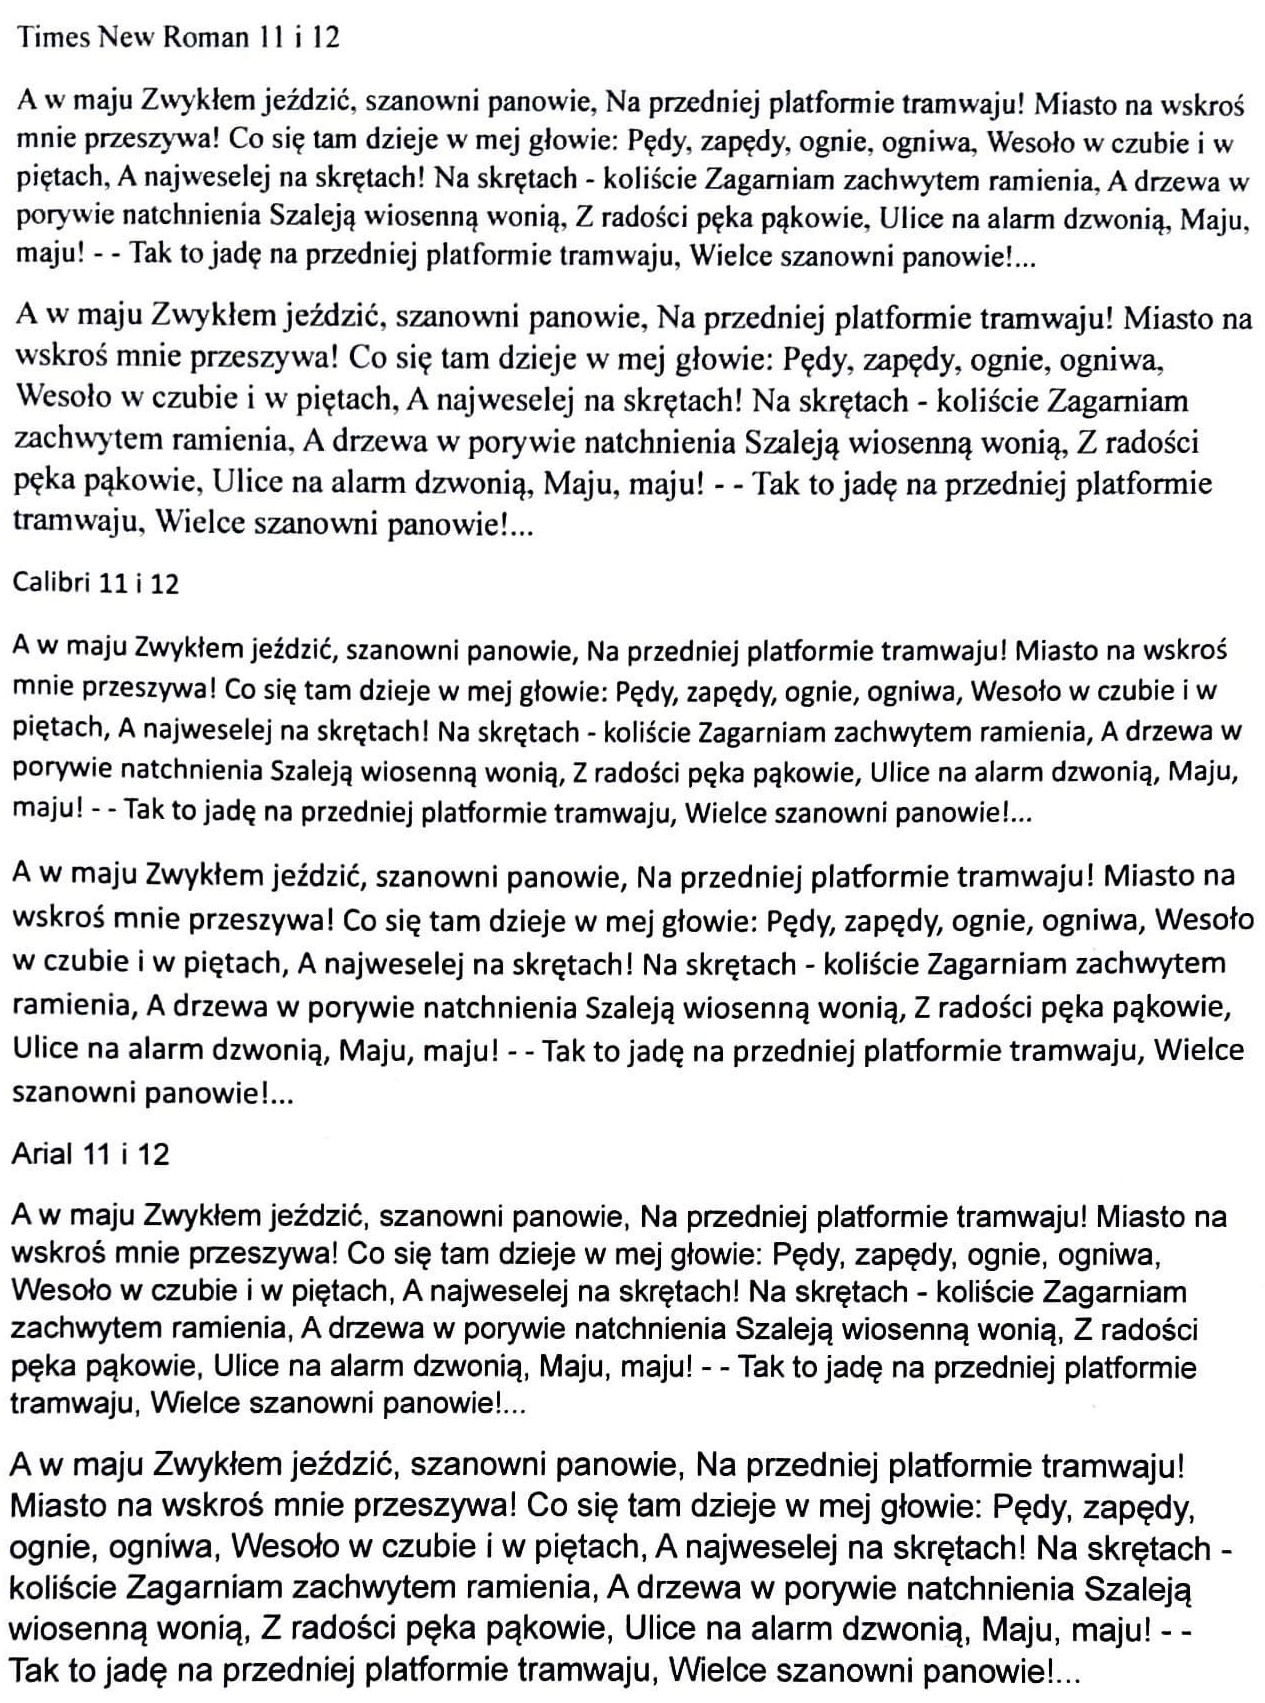 Times New Roman 11 i 12
A w maju Zwykłem jeździć, szanowni panowie, Na przedniej platformie tramwaju! Miasto na wskroś
mnie przeszywa! Co się tam dzieje w mej głowie: Pędy, zapędy, ognie, ogniwa, Wesoło w czubie i w
piętach, A najweselej na skrętach! Na skrętach - koliście Zagarniam zachwytem ramienia, A drzewa w
porywie natchnienia Szaleją wiosenną wonią, Z radości pęka pąkowie, Ulice na alarm dzwonią, Maju,
maju! - - Tak to jadę na przedniej platformie tramwaju, Wielce szanowni panowie!...
A w maju Zwykłem jeździć, szanowni panowie, Na przedniej platformie tramwaju! Miasto na
wskroś mnie przeszywa! Co się tam dzieje w mej głowie: Pędy, zapędy, ognie, ogniwa,
Wesoło w czubie i w piętach, A najweselej na skrętach! Na skrętach - koliście Zagarniam
zachwytem ramienia, A drzewa w porywie natchnienia Szaleją wiosenną wonią, Z radości
pęka pąkowie, Ulice na alarm dzwonią, Maju, maju! - - Tak to jadę na przedniej platformie
tramwaju, Wielce szanowni panowie!...
Calibri 11 i 12
A w maju Zwykłem jeździć, szanowni panowie, Na przedniej platformie tramwaju! Miasto na wskroś
mnie przeszywa! Co się tam dzieje w mej głowie: Pędy, zapędy, ognie, ogniwa, Wesoło w czubie i w
piętach, A najweselej na skrętach! Na skrętach - koliście Zagarniam zachwytem ramienia, A drzewa w
porywie natchnienia Szaleją wiosenną wonią, Z radości pęka pąkowie, Ulice na alarm dzwonią, Maju,
maju! - - Tak to jadę na przedniej platformie tramwaju, Wielce szanowni panowie!...
A w maju Zwykłem jeździć, szanowni panowie, Na przedniej platformie tramwaju! Miasto na
wskroś mnie przeszywa! Co się tam dzieje w mej głowie: Pędy, zapędy, ognie, ogniwa, Wesoło
w czubie i w piętach, A najweselej na skrętach! Na skrętach - koliście Zagarniam zachwytem
ramienia, A drzewa w porywie natchnienia Szaleją wiosenną wonią, Z radości pęka pąkowie,
Ulice na alarm dzwonią, Maju, maju! - - Tak to jadę na przedniej platformie tramwaju, Wielce
szanowni panowie!...
Arial 11 i 12
A w maju Zwykłem jeździć, szanowni panowie, Na przedniej platformie tramwaju! Miasto na
wskroś mnie przeszywa! Co się tam dzieje w mej głowie: Pędy, zapędy, ognie, ogniwa,
Wesoło w czubie i w piętach, A najweselej na skrętach! Na skrętach - koliście Zagarniam
zachwytem ramienia, A drzewa w porywie natchnienia Szaleją wiosenną wonią, Z radości
pęka pąkowie, Ulice na alarm dzwonią, Maju, maju! - - Tak to jadę na przedniej platformie
tramwaju, Wielce szanowni panowie!...
A w maju Zwykłem jeździć, szanowni panowie, Na przedniej platformie tramwaju!
Miasto na wskroś mnie przeszywa! Co się tam dzieje w mej głowie: Pędy, zapędy,
ognie, ogniwa, Wesoło w czubie i w piętach, A najweselej na skrętach! Na skrętach -
koliście Zagarniam zachwytem ramienia, A drzewa w porywie natchnienia Szaleją
wiosenną wonią, Z radości pęka pąkowie, Ulice na alarm dzwonią, Maju, maju! - -
Tak to jadę na przedniej platformie tramwaju, Wielce szanowni panowie!...